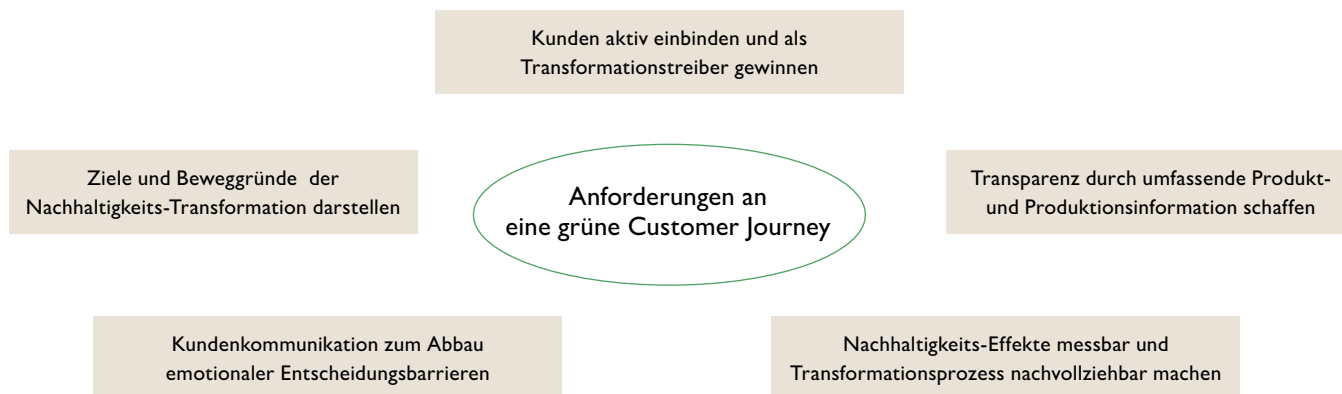 Kunden aktiv einbinden und als
Transformationstreiber gewinnen
Ziele und Beweggründe der
Nachhaltigkeits-Transformation darstellen
Anforderungen an
eine grüne Customer Journey
Transparenz durch umfassende Produkt-
und Produktionsinformation schaffen
Kundenkommunikation zum Abbau
emotionaler Entscheidungsbarrieren
Nachhaltigkeits-Effekte messbar und
Transformationsprozess nachvollziehbar machen